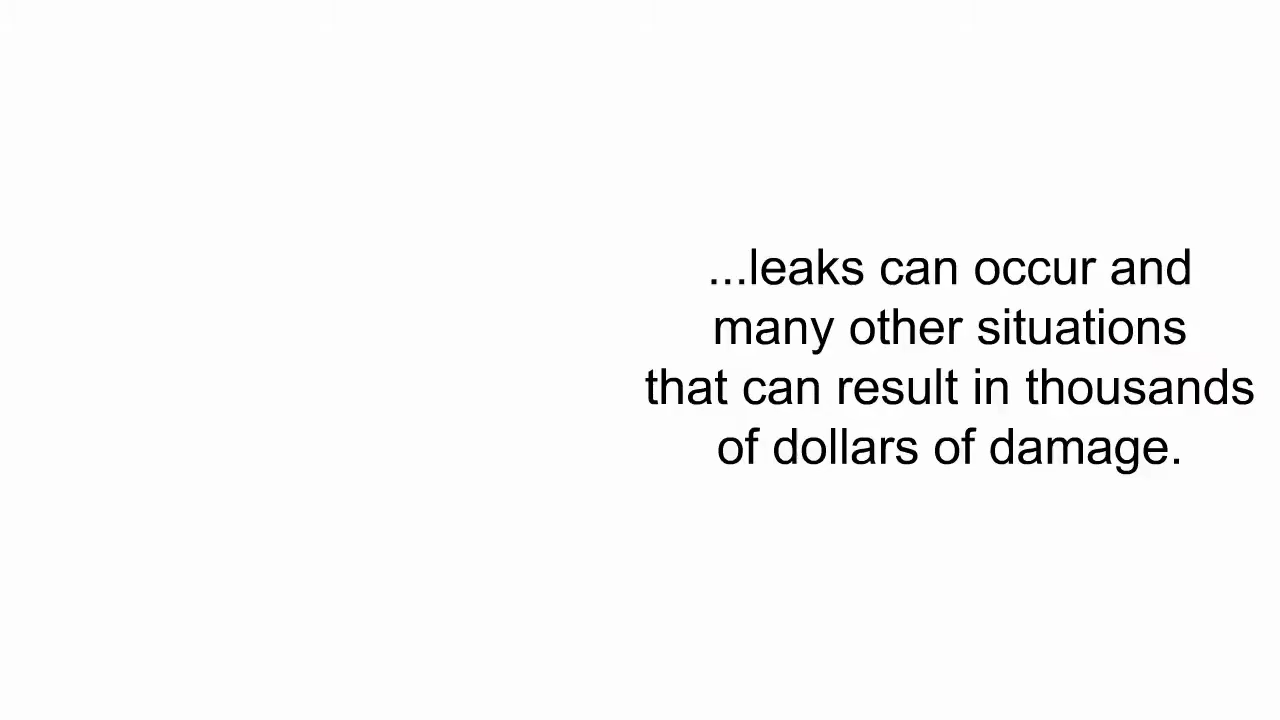 ...leaks can occur and
many other situations
that can result in thousands
of dollars of damage.